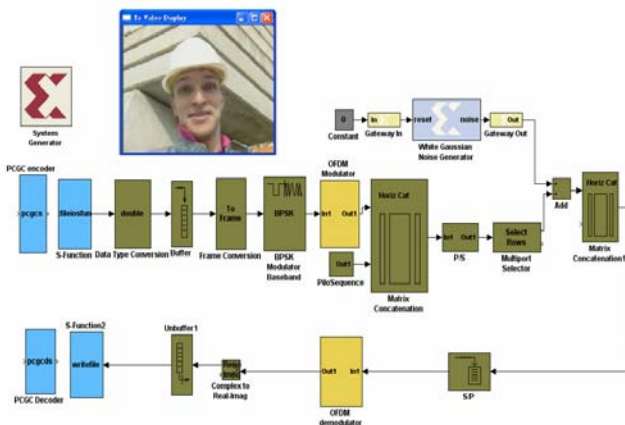 To Video Display
System
Generator
0
Constant
In
Gateway In
reset noise
White Gaussian
Noise Generator
Out
Gateway Out
PCGC encoder
pcgcs
S-Function
double
Data Type Conversion
Buffer
To
Frame
Frame Conversion
BPSK
BPSK
Modulator
Baseband
OFDM
Modulator
In1 Out1
Horiz Cat
Matrix
Concatenation
Out1
PiloSequence
In1 Out1
P/S
Select
Rows
Multiport
Selector
Add
Horiz Cat
Matrix
Concatenation1
pcgcds
PCGC Decoder
S-Function2
writefile
Unbuffer1
Complex to
Real-Imag
Out1 In1
OFDM
demodulator
S/P